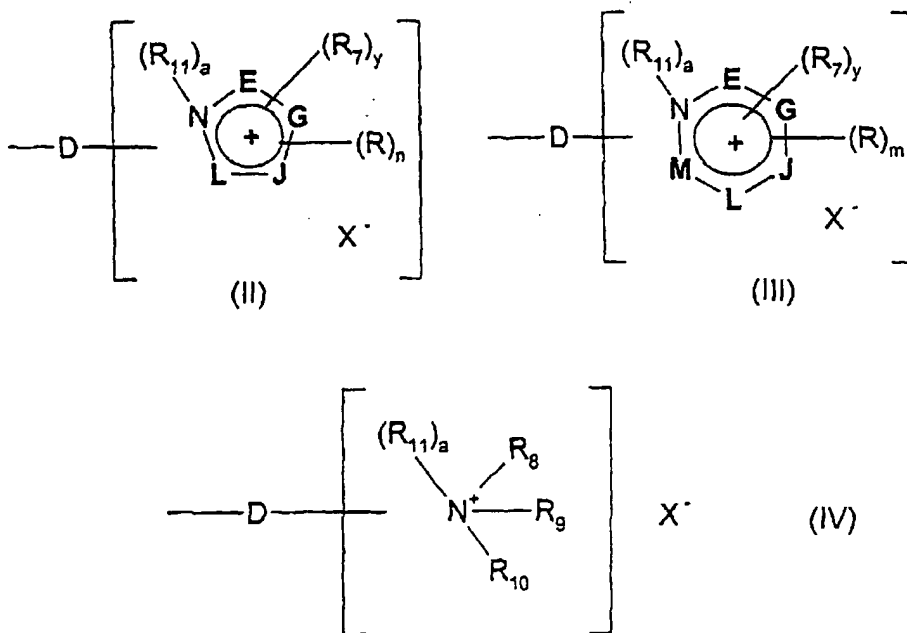 (R₁₁)ₐ E (R₇)y
N G
D + (R)n
L J
X⁻
(II)
(R₁₁)ₐ E (R₇)y
N G
D + (R)m
M J
L
X⁻
(III)
(R₁₁)ₐ R₈
D N⁺ R₉ X⁻ (IV)
R₁₀